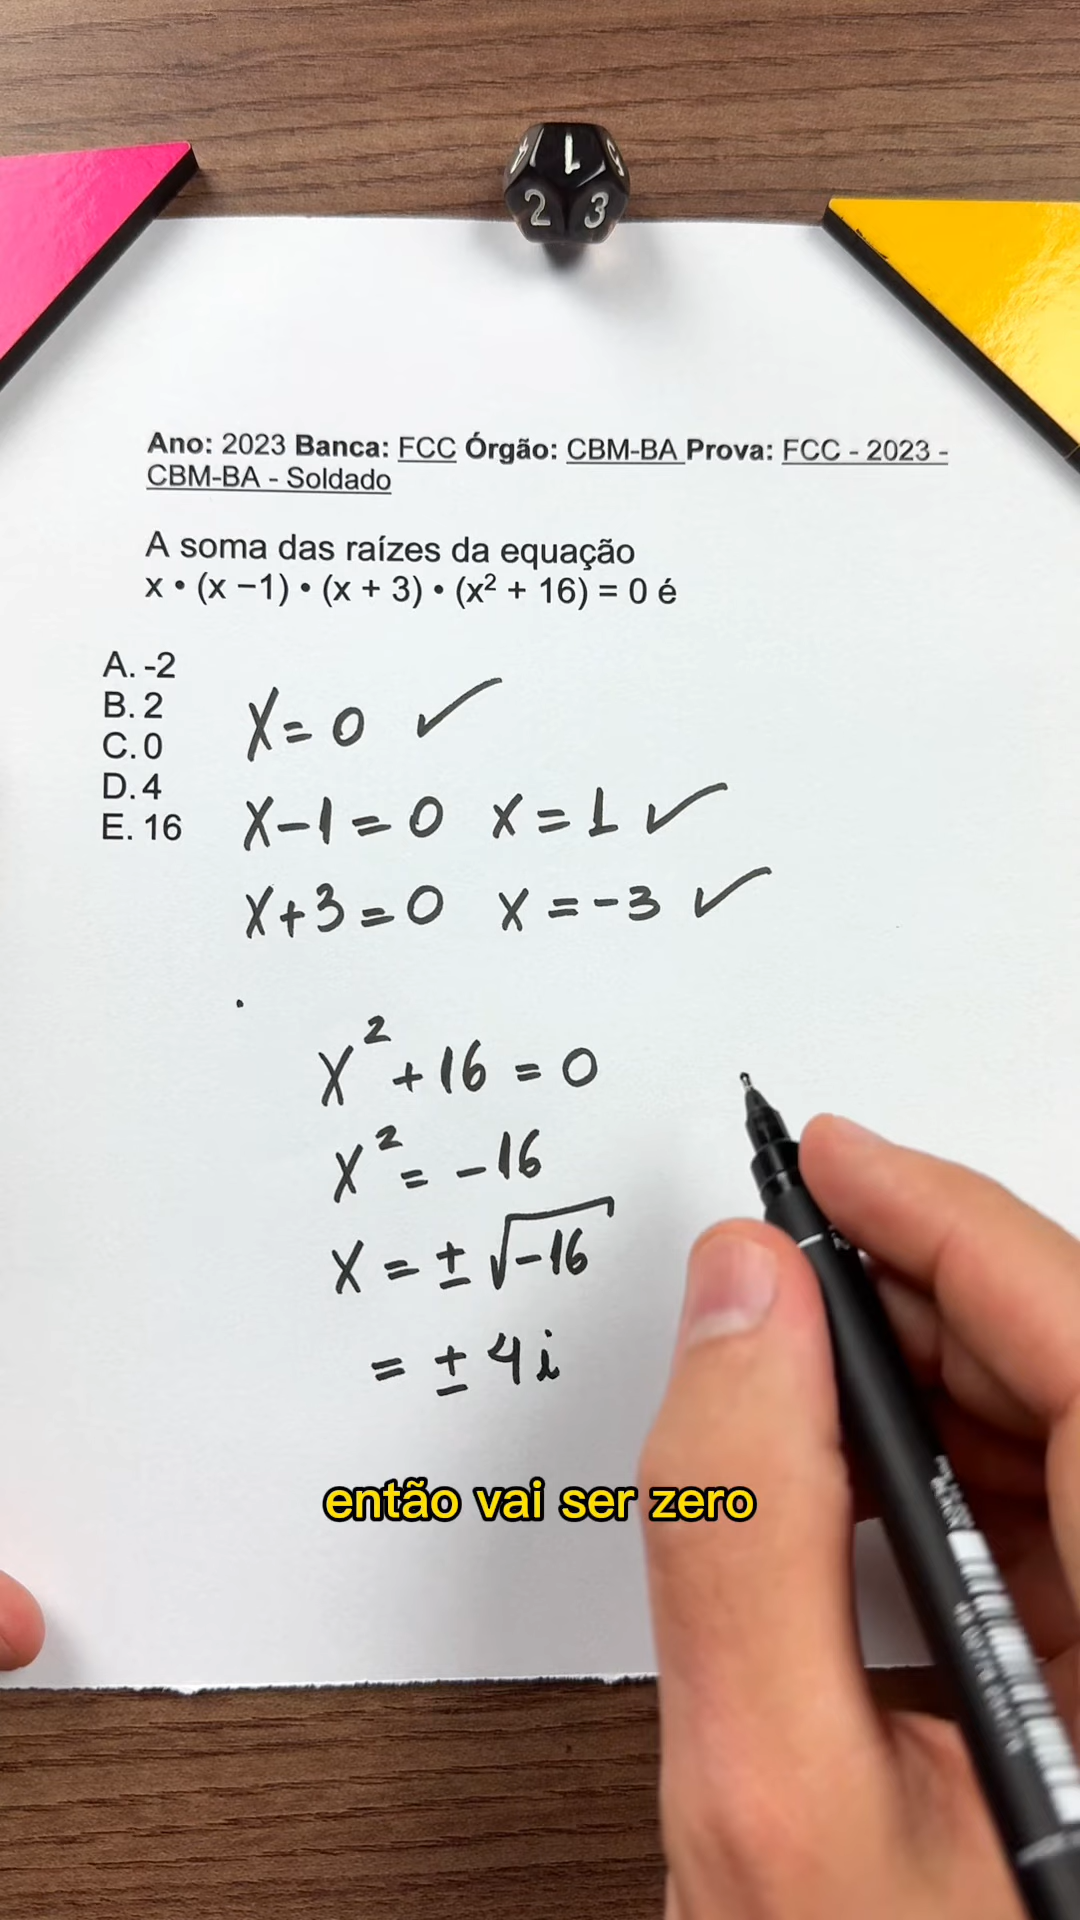 1
2
3
Ano: 2023 Banca: FCC Órgão: CBM-BA Prova: FCC - 2023 -
CBM-BA - Soldado
A soma das raízes da equação
x • (x −1) • (x + 3) • (x² + 16) = 0 é
A. -2
B. 2
C. 0
D. 4
E. 16
X = 0 ✓
X - 1 = 0 x = 1 ✓
X + 3 = 0 x = -3 ✓
X² + 16 = 0
X² = -16
X = ± √-16
= ± 4i
então vai ser zero